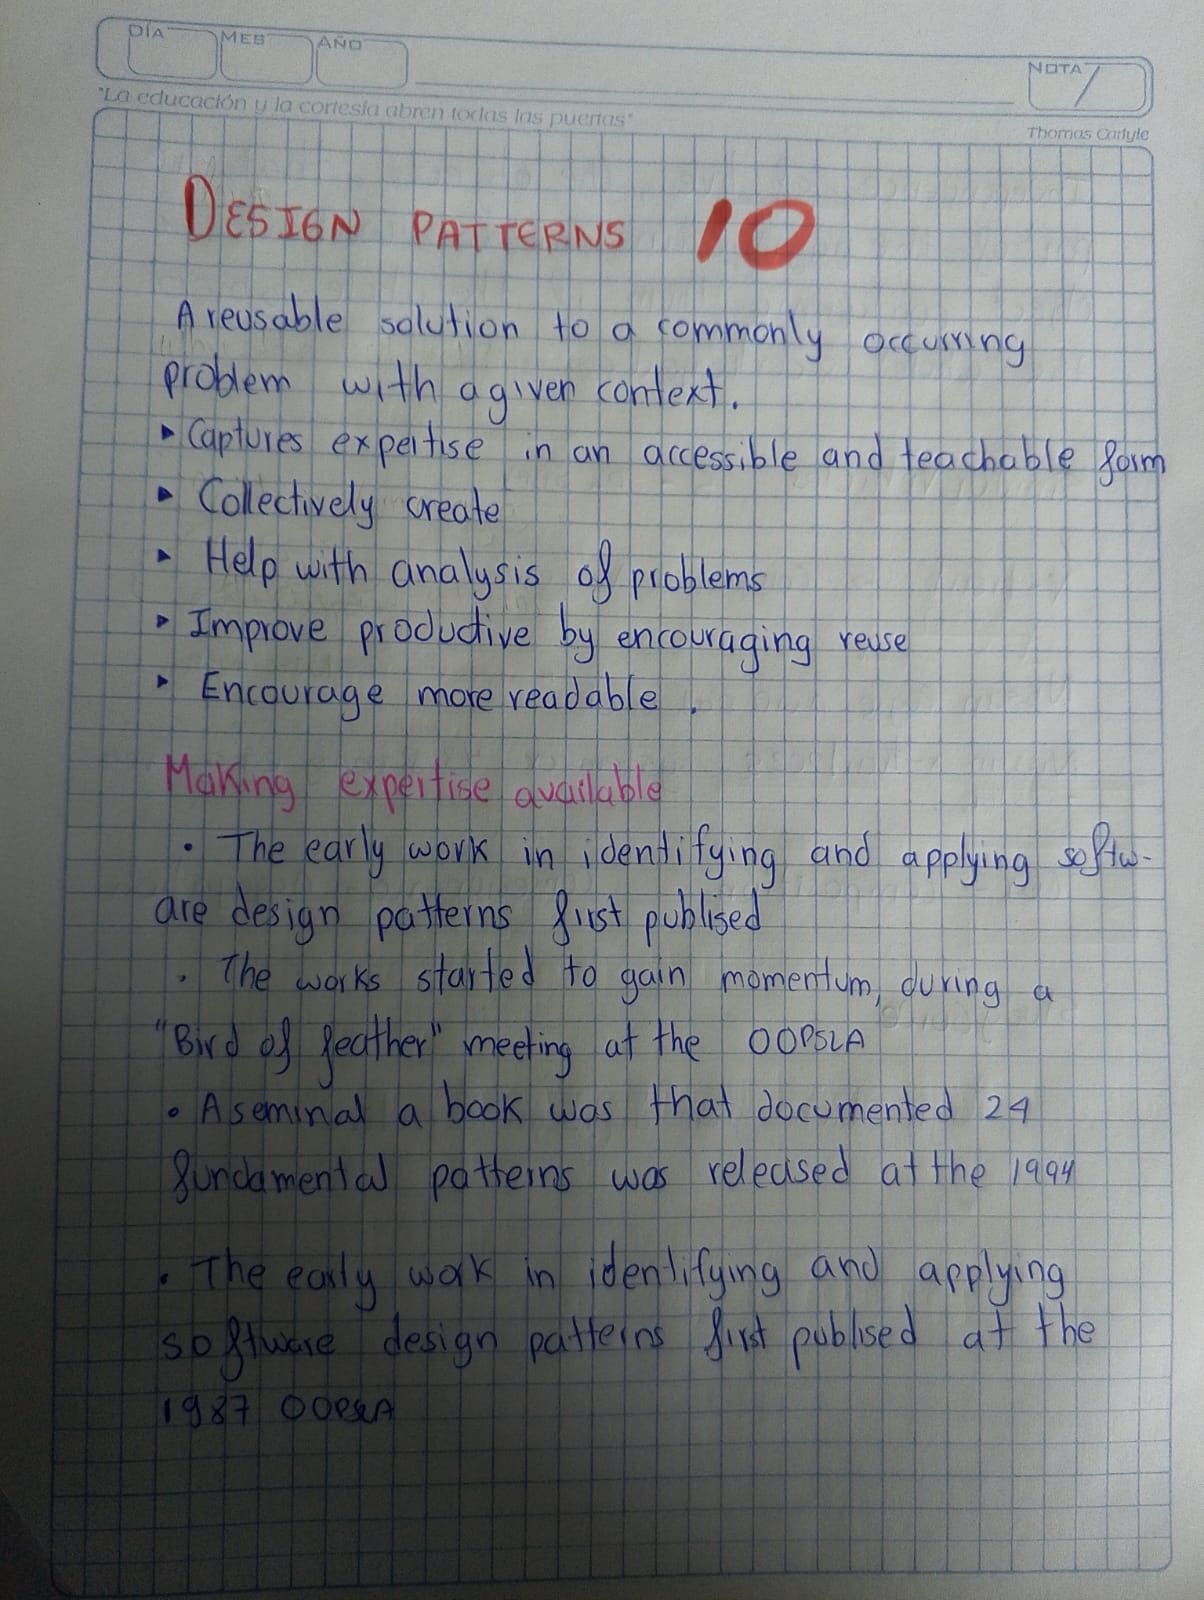 DÍA MES AÑO
NOTA 7
"La educación y la cortesía abren todas las puertas"
Thomas Carlyle
DESIGN PATTERNS 10
A reusable solution to a commonly occurring
problem with a given context.
▸ Captures expertise in an accessible and teachable form
▸ Collectively create
▸ Help with analysis of problems
▸ Improve productive by encouraging reuse
▸ Encourage more readable.
Making expertise available
• The early work in identifying and applying softw-
are design patterns first publised
• The works started to gain momentum, during a
"Bird of feather" meeting at the OOPSLA
• A seminal a book was that documented 24
fundamental patterns was released at the 1994
• The early work in identifying and applying
software design patterns first publised at the
1987 OOPSLA